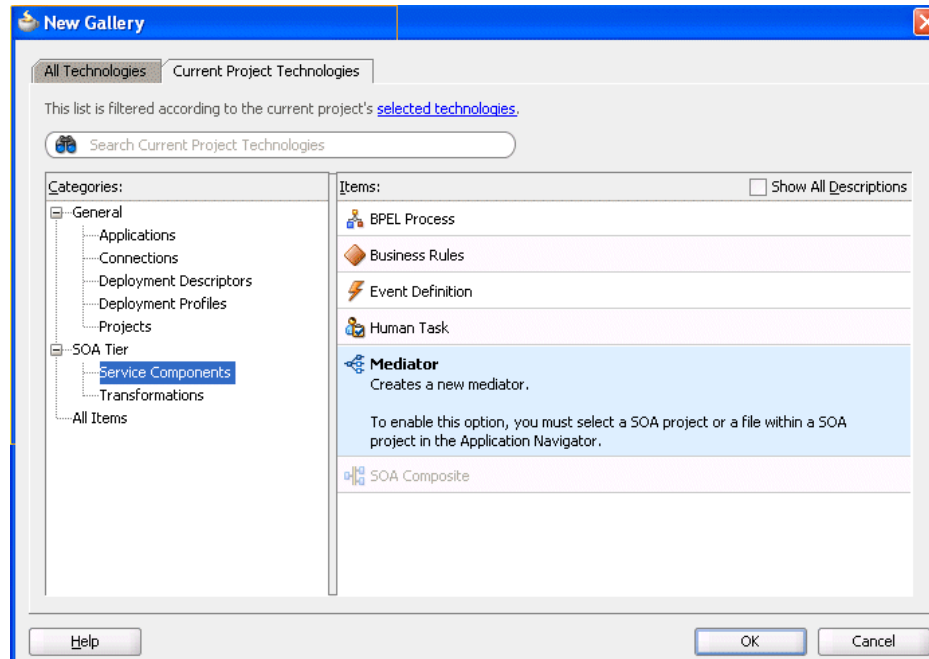 New Gallery
All Technologies
Current Project Technologies
This list is filtered according to the current project's selected technologies.
Search Current Project Technologies
Categories:
General
Applications
Connections
Deployment Descriptors
Deployment Profiles
Projects
SOA Tier
Service Components
Transformations
All Items
Items:
Show All Descriptions
BPEL Process
Business Rules
Event Definition
Human Task
Mediator
Creates a new mediator.
To enable this option, you must select a SOA project or a file within a SOA
project in the Application Navigator.
SOA Composite
Help
OK
Cancel